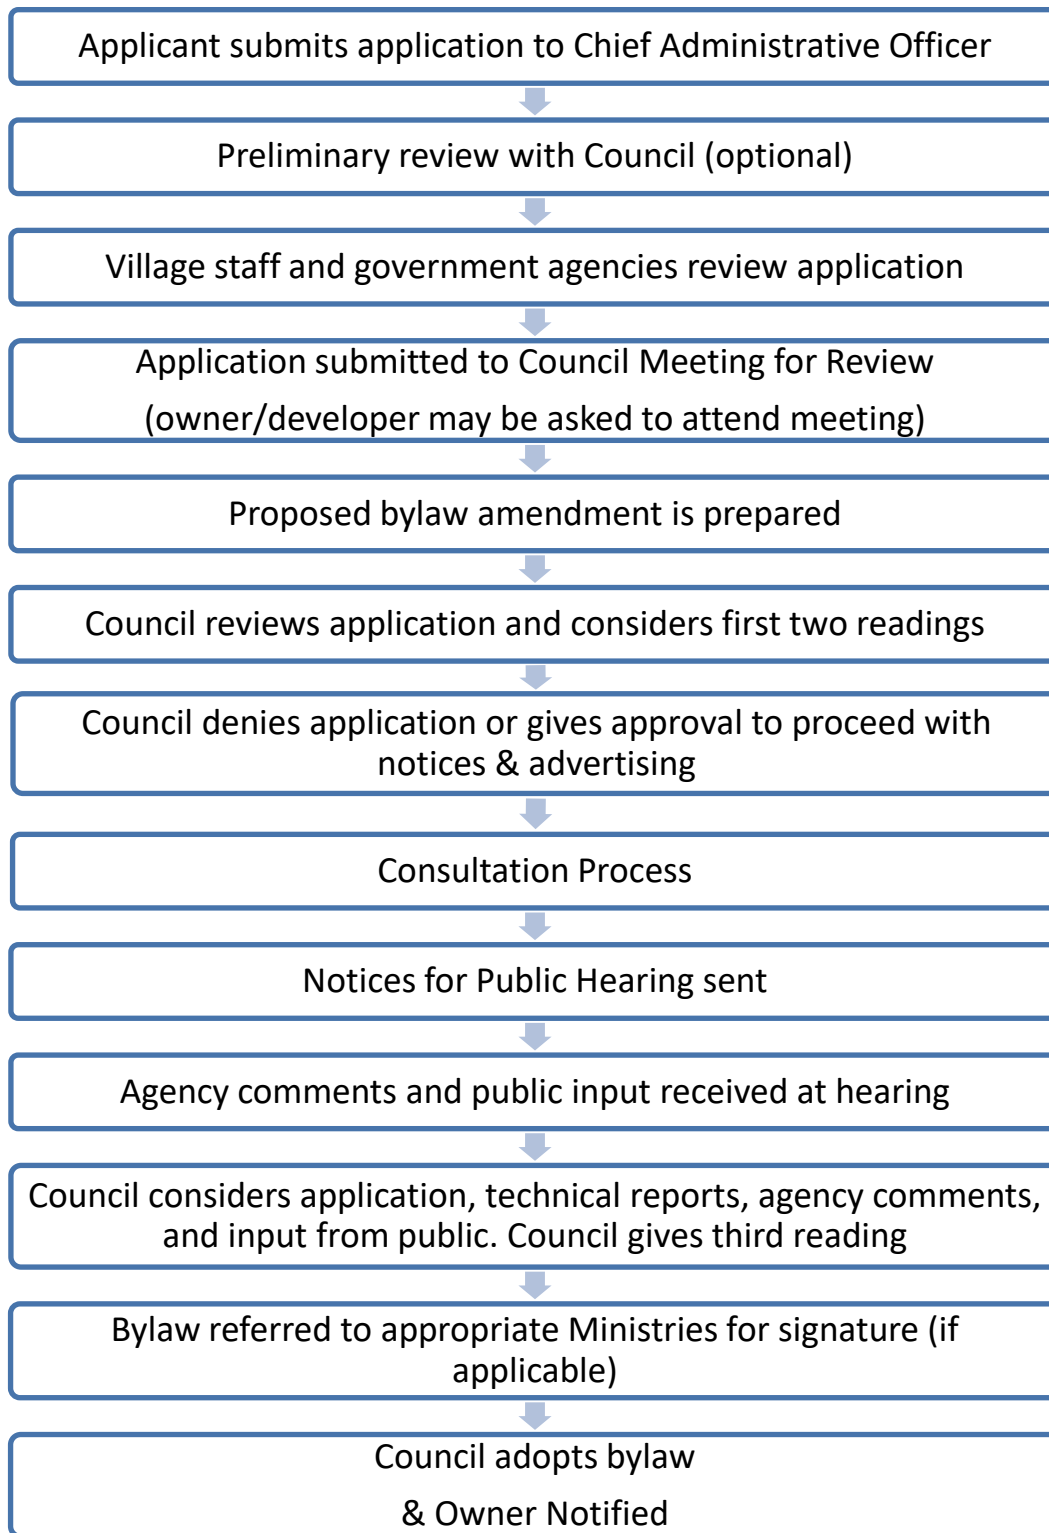 Applicant submits application to Chief Administrative Officer
Preliminary review with Council (optional)
Village staff and government agencies review application
Application submitted to Council Meeting for Review
(owner/developer may be asked to attend meeting)
Proposed bylaw amendment is prepared
Council reviews application and considers first two readings
Council denies application or gives approval to proceed with
notices & advertising
Consultation Process
Notices for Public Hearing sent
Agency comments and public input received at hearing
Council considers application, technical reports, agency comments,
and input from public. Council gives third reading
Bylaw referred to appropriate Ministries for signature (if
applicable)
Council adopts bylaw
& Owner Notified